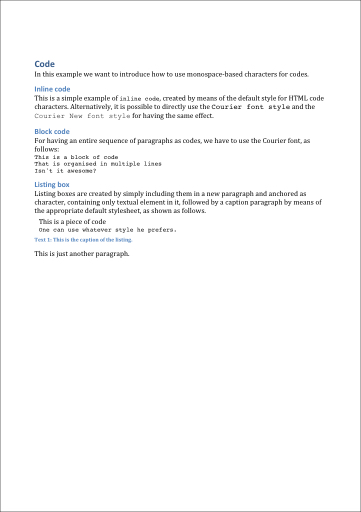 Code
In this example we want to introduce how to use monospace-based characters for codes.
Inline code
This is a simple example of inline code, created by means of the default style for HTML code
characters. Alternatively, it is possible to directly use the Courier font style and the
Courier New font style for having the same effect.
Block code
For having an entire sequence of paragraphs as codes, we have to use the Courier font, as
follows:
This is a block of code
That is organised in multiple lines
Isn't it awesome?
Listing box
Listing boxes are created by simply including them in a new paragraph and anchored as
character, containing only textual element in it, followed by a caption paragraph by means of
the appropriate default stylesheet, as shown as follows.
This is a piece of code
One can use whatever style he prefers.
Text 1: This is the caption of the listing.
This is just another paragraph.